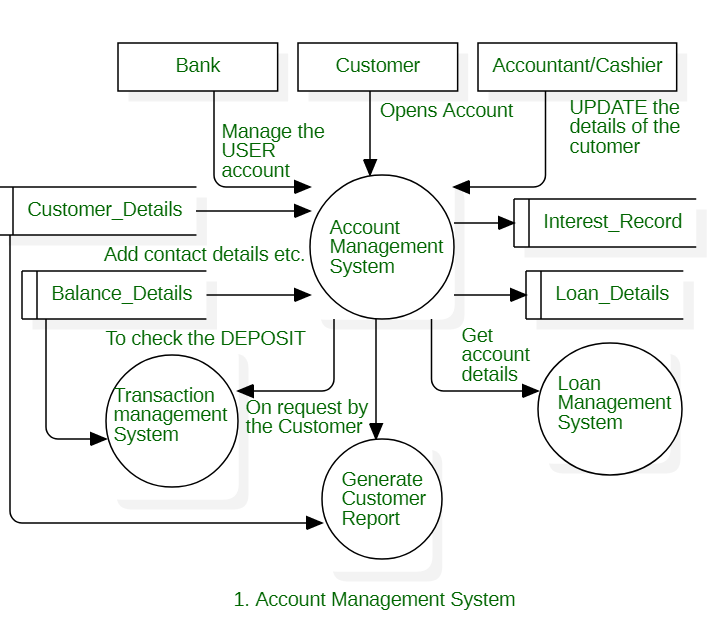 Bank
Customer
Accountant/Cashier
Opens Account
UPDATE the
details of the
cutomer
Manage the
USER
account
Customer_Details
Interest_Record
Account
Management
System
Add contact details etc.
Balance_Details
Loan_Details
To check the DEPOSIT
Get
account
details
Transaction
management
System
On request by
the Customer
Loan
Management
System
Generate
Customer
Report
1. Account Management System